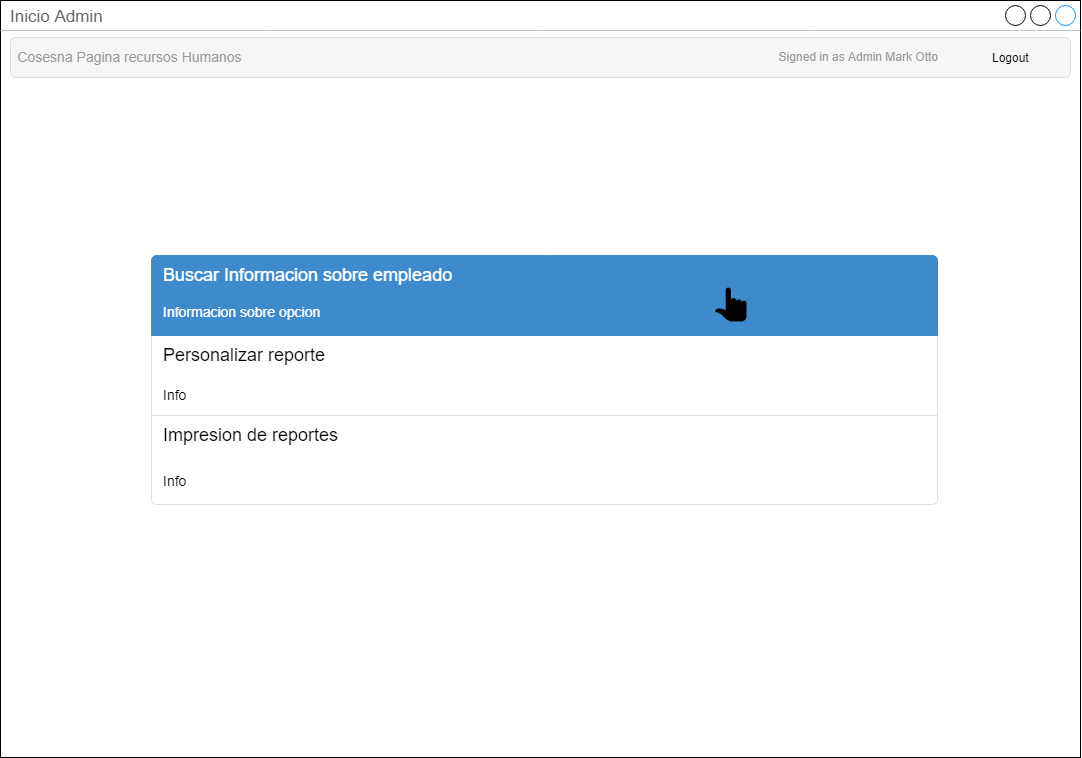 Inicio Admin
Cosesna Pagina recursos Humanos
Signed in as Admin Mark Otto
Logout
Buscar Informacion sobre empleado
Informacion sobre opcion
Personalizar reporte
Info
Impresion de reportes
Info